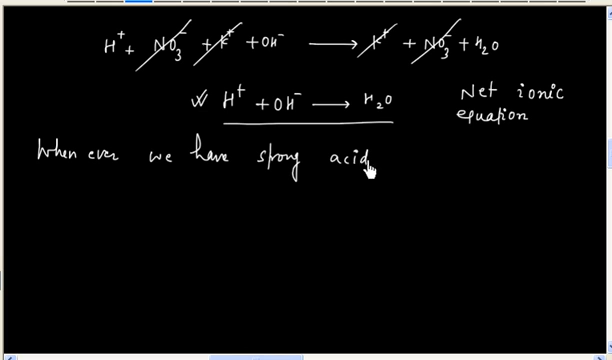 H⁺ + NO₃⁻ + K⁺ + OH⁻ ⟶ K⁺ + NO₃⁻ + H₂O
✓ H⁺ + OH⁻ ⟶ H₂O Net ionic
equation
When ever we have strong acid